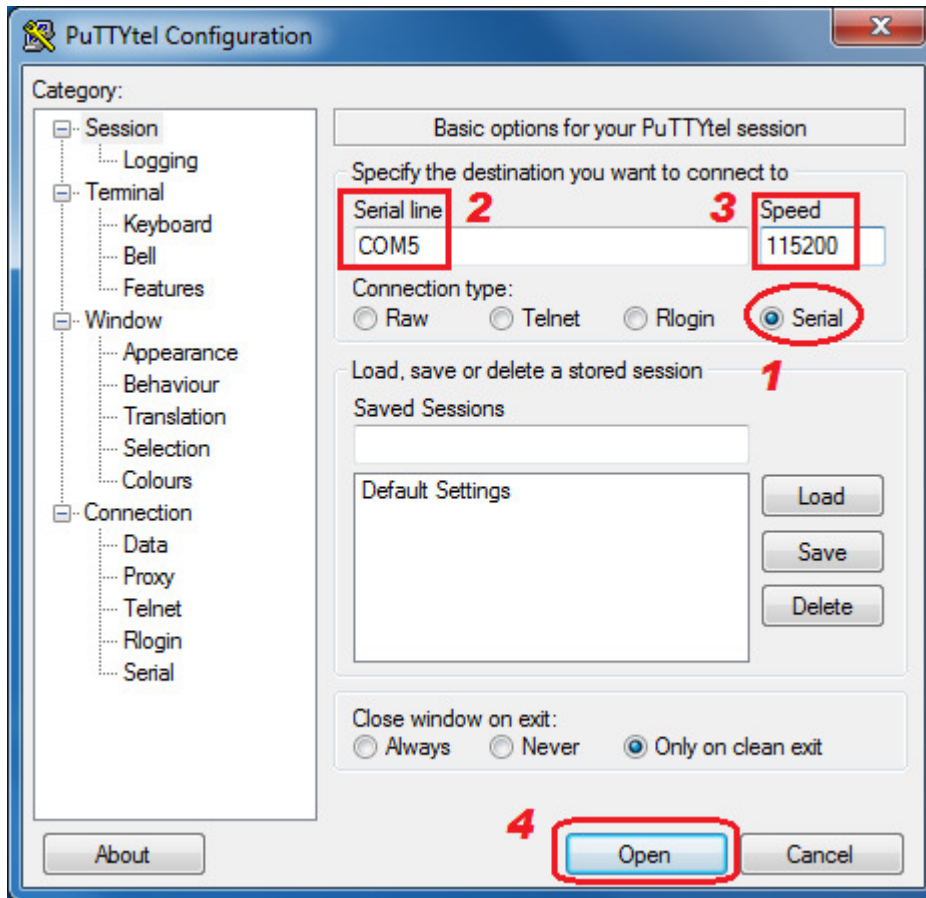 PuTTYtel Configuration
Category:
Session
Logging
Terminal
Keyboard
Bell
Features
Window
Appearance
Behaviour
Translation
Selection
Colours
Connection
Data
Proxy
Telnet
Rlogin
Serial
Basic options for your PuTTYtel session
Specify the destination you want to connect to
Serial line 2 3 Speed
COM5 115200
Connection type:
Raw Telnet Rlogin Serial
1
Load, save or delete a stored session
Saved Sessions
Default Settings
Load
Save
Delete
Close window on exit:
Always Never Only on clean exit
4
About Open Cancel